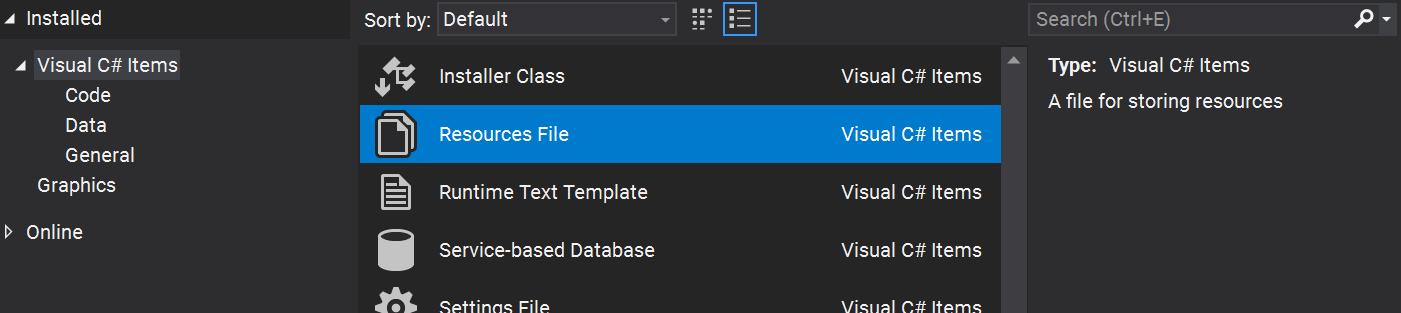 Installed
Visual C# Items
Code
Data
General
Graphics
Online
Sort by: Default
Installer Class Visual C# Items
Resources File Visual C# Items
Runtime Text Template Visual C# Items
Service-based Database Visual C# Items
Settings File Visual C# Items
Search (Ctrl+E)
Type: Visual C# Items
A file for storing resources